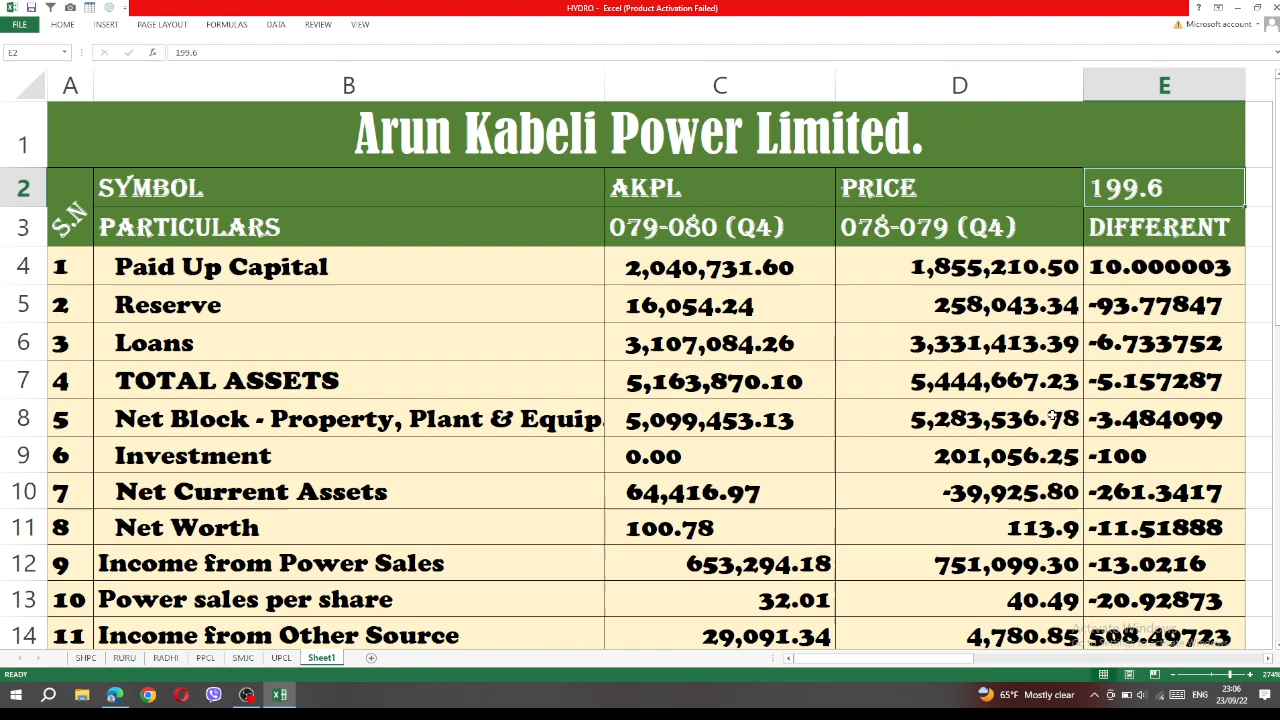 HYDRO - Excel (Product Activation Failed)
FILE HOME INSERT PAGE LAYOUT FORMULAS DATA REVIEW VIEW Microsoft account
E2 199.6
A B C D E
1 Arun Kabeli Power Limited.
2 S.N SYMBOL AKPL PRICE 199.6
3 PARTICULARS 079-080 (Q4) 078-079 (Q4) DIFFERENT
4 1 Paid Up Capital 2,040,731.60 1,855,210.50 10.000003
5 2 Reserve 16,054.24 258,043.34 -93.77847
6 3 Loans 3,107,084.26 3,331,413.39 -6.733752
7 4 TOTAL ASSETS 5,163,870.10 5,444,667.23 -5.157287
8 5 Net Block - Property, Plant & Equip. 5,099,453.13 5,283,536.78 -3.484099
9 6 Investment 0.00 201,056.25 -100
10 7 Net Current Assets 64,416.97 -39,925.80 -261.3417
11 8 Net Worth 100.78 113.9 -11.51888
12 9 Income from Power Sales 653,294.18 751,099.30 -13.0216
13 10 Power sales per share 32.01 40.49 -20.92873
14 11 Income from Other Source 29,091.34 4,780.85 508.49723
Activate Windows
SHPC RURU RADHI PPCL SMJC UPCL Sheet1
READY 274%
65°F Mostly clear ENG 23:06
23/09/22